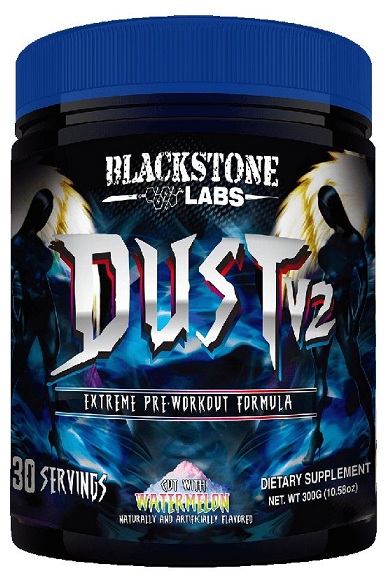 BLACKSTONE
LABS
DUST V2
EXTREME PRE-WORKOUT FORMULA
30 SERVINGS
CUT WITH
WATERMELON
NATURALLY AND ARTIFICIALLY FLAVORED
DIETARY SUPPLEMENT
NET. WT. 300G (10.58oz)